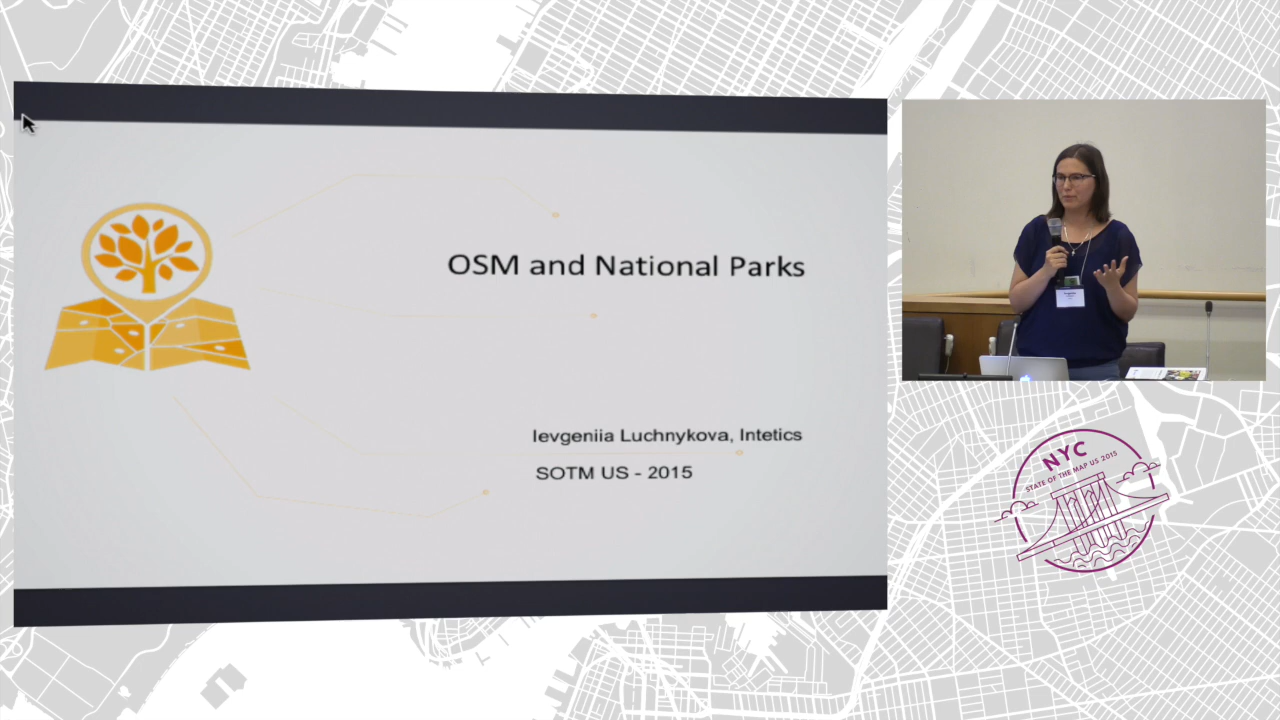 OSM and National Parks
Ievgeniia Luchnykova, Intetics
SOTM US - 2015
NYC
STATE OF THE MAP US 2015